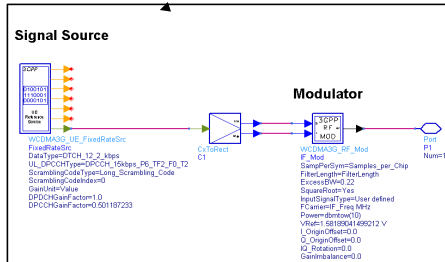 Signal Source
3GPP
0100101
1110001
0000101
UE
Reference
Source
WCDMA3G_UE_FixedRateSrc
FixedRateSrc
DataType=DTCH_12_2_kbps
UL_DPCCHType=DPCCH_15kbps_P6_TF2_F0_T2
ScramblingCodeType=Long_Scrambling_Code
ScramblingCodeIndex=0
GainUnit=Value
DPDCHGainFactor=1.0
DPCCHGainFactor=0.501187233
CxToRect
C1
Modulator
3GPP
RF
MOD
WCDMA3G_RF_Mod
IF_Mod
SampPerSym=Samples_per_Chip
FilterLength=FilterLength
ExcessBW=0.22
SquareRoot=Yes
InputSignalType=User defined
FCarrier=IF_Freq MHz
Power=dbmtow(10)
VRef=1.58189041499212 V
I_OriginOffset=0.0
Q_OriginOffset=0.0
IQ_Rotation=0.0
GainImbalance=0.0
Port
P1
Num=1